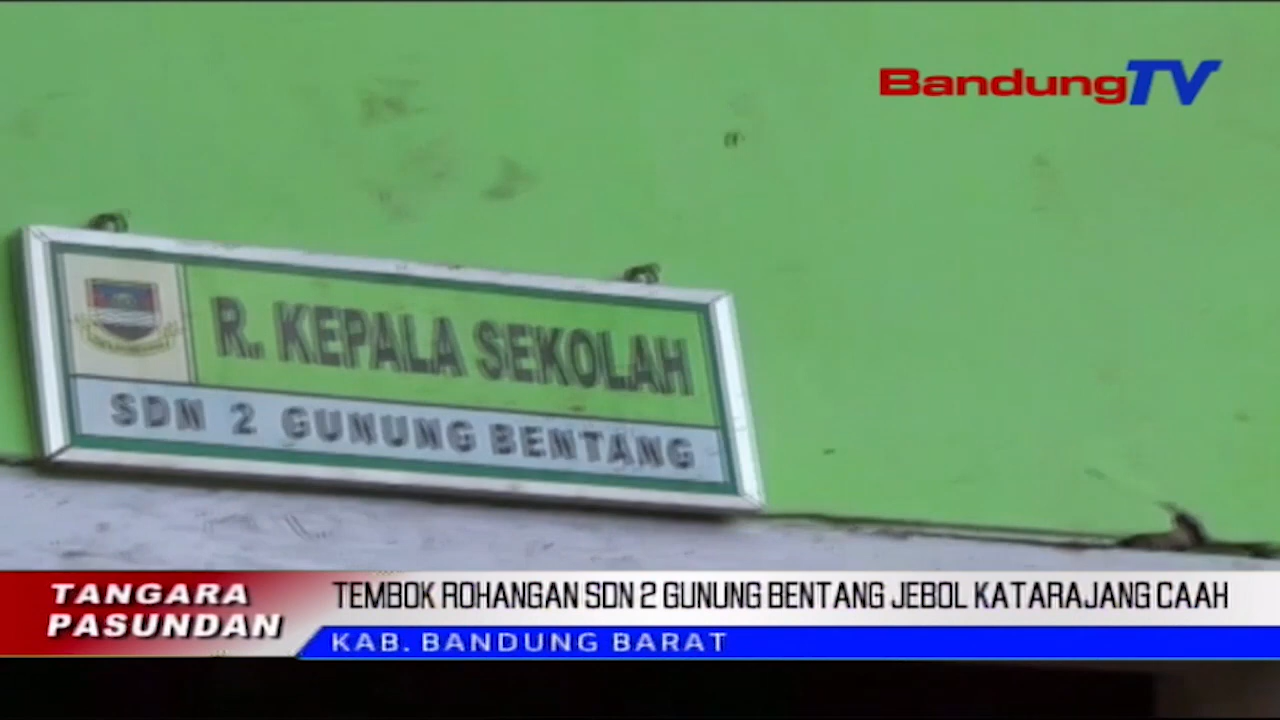 BandungTV
R. KEPALA SEKOLAH
SDN 2 GUNUNG BENTANG
TANGARA
PASUNDAN
TEMBOK ROHANGAN SDN 2 GUNUNG BENTANG JEBOL KATARAJANG CAAH
KAB. BANDUNG BARAT